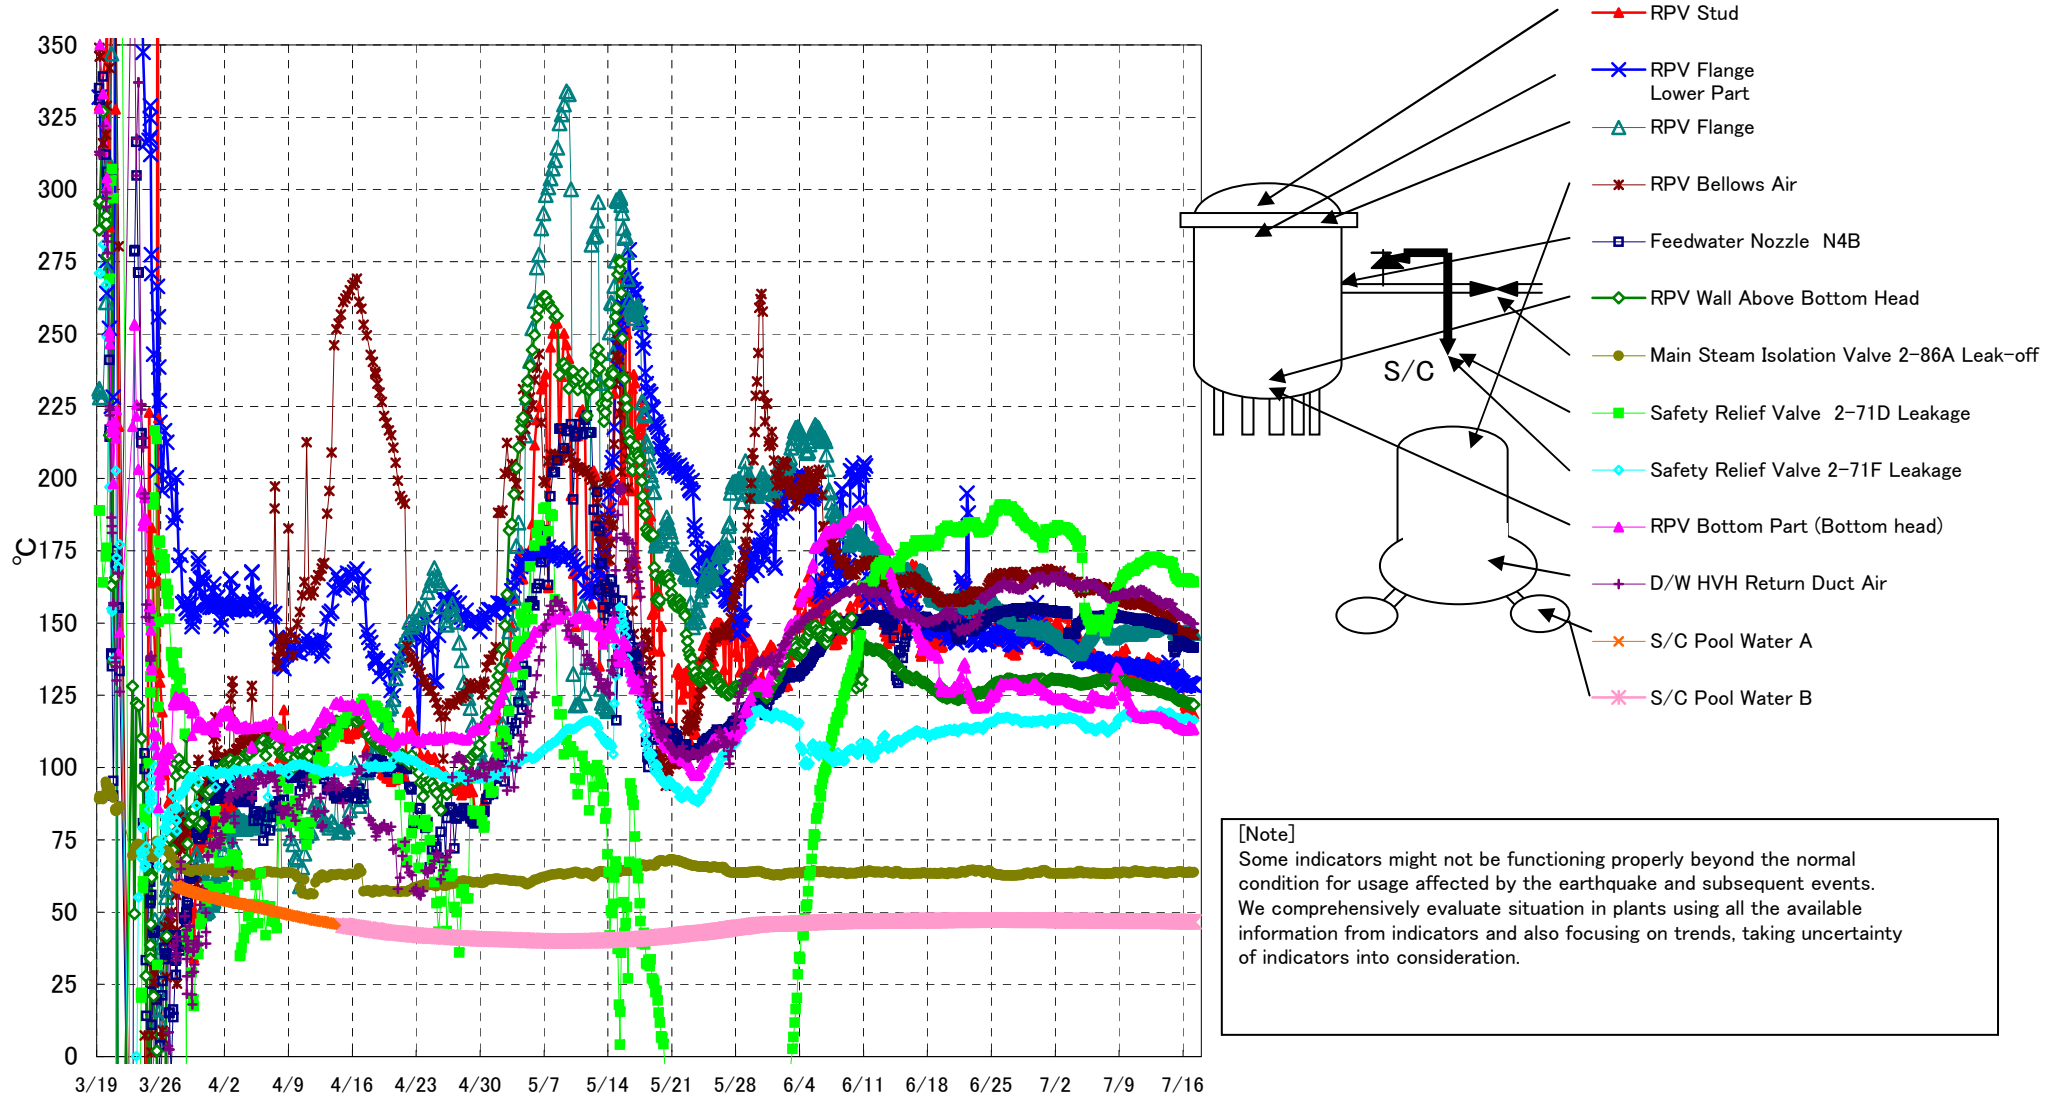 350
325
300
275
250
225
200
175
150
125
100
75
50
25
0
℃
3/19 3/26 4/2 4/9 4/16 4/23 4/30 5/7 5/14 5/21 5/28 6/4 6/11 6/18 6/25 7/2 7/9 7/16
RPV Stud
RPV Flange
Lower Part
RPV Flange
RPV Bellows Air
Feedwater Nozzle N4B
RPV Wall Above Bottom Head
Main Steam Isolation Valve 2-86A Leak-off
Safety Relief Valve 2-71D Leakage
Safety Relief Valve 2-71F Leakage
RPV Bottom Part (Bottom head)
D/W HVH Return Duct Air
S/C Pool Water A
S/C Pool Water B
S/C
[Note]
Some indicators might not be functioning properly beyond the normal
condition for usage affected by the earthquake and subsequent events.
We comprehensively evaluate situation in plants using all the available
information from indicators and also focusing on trends, taking uncertainty
of indicators into consideration.